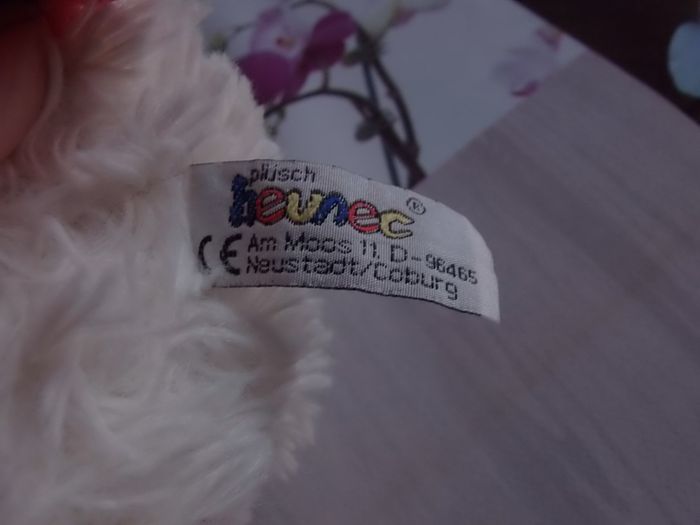 plüsch
heunec®
CE Am Moos 11, D-96465
Neustadt/Coburg